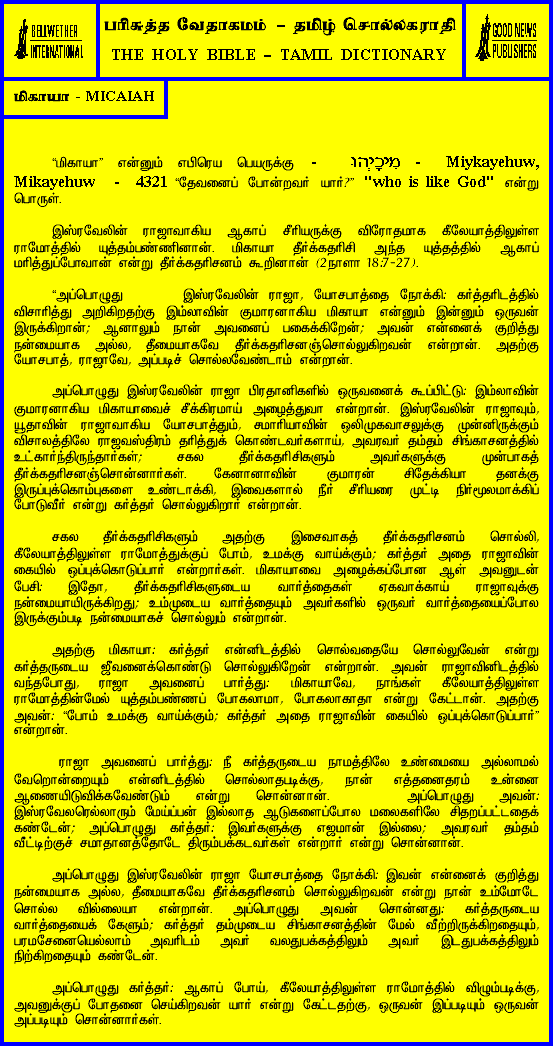 BELLWETHER
INTERNATIONAL
பரிசுத்த வேதாகமம் – தமிழ் சொல்லகராதி
THE HOLY BIBLE – TAMIL DICTIONARY
GOOD NEWS
PUBLISHERS
மிகாயா - MICAIAH
“மிகாயா” என்னும் எபிரெய பெயருக்கு - מִיכָיְהוּ - Miykayehuw,
Mikayehuw - 4321 “தேவனைப் போன்றவர் யார்?” "who is like God" என்று
பொருள்.
இஸ்ரவேலின் ராஜாவாகிய ஆகாப் சீரியருக்கு விரோதமாக கீலேயாத்திலுள்ள
ராமோத்தில் யுத்தம்பண்ணினான். மிகாயா தீர்க்கதரிசி அந்த யுத்தத்தில் ஆகாப்
மரித்துப்போவான் என்று தீர்க்கதரிசனம் கூறினான் (2நாளா 18:7-27).
“அப்பொழுது இஸ்ரவேலின் ராஜா, யோசபாத்தை நோக்கி: கர்த்தரிடத்தில்
விசாரித்து அறிகிறதற்கு இம்லாவின் குமாரனாகிய மிகாயா என்னும் இன்னும் ஒருவன்
இருக்கிறான்; ஆனாலும் நான் அவனைப் பகைக்கிறேன்; அவன் என்னைக் குறித்து
நன்மையாக அல்ல, தீமையாகவே தீர்க்கதரிசனஞ்சொல்லுகிறவன் என்றான். அதற்கு
யோசபாத், ராஜாவே, அப்படிச் சொல்லவேண்டாம் என்றான்.
அப்பொழுது இஸ்ரவேலின் ராஜா பிரதானிகளில் ஒருவனைக் கூப்பிட்டு: இம்லாவின்
குமாரனாகிய மிகாயாவைச் சீக்கிரமாய் அழைத்துவா என்றான். இஸ்ரவேலின் ராஜாவும்,
யூதாவின் ராஜாவாகிய யோசபாத்தும், சமாரியாவின் ஒலிமுகவாசலுக்கு முன்னிருக்கும்
விசாலத்திலே ராஜவஸ்திரம் தரித்துக் கொண்டவர்களாய், அவரவர் தம்தம் சிங்காசனத்தில்
உட்கார்ந்திருந்தார்கள்; சகல தீர்க்கதரிசிகளும் அவர்களுக்கு முன்பாகத்
தீர்க்கதரிசனஞ்சொன்னார்கள். கேனானாவின் குமாரன் சிதேக்கியா தனக்கு
இருப்புக்கொம்புகளை உண்டாக்கி, இவைகளால் நீர் சீரியரை முட்டி நிர்மூலமாக்கிப்
போடுவீர் என்று கர்த்தர் சொல்லுகிறார் என்றான்.
சகல தீர்க்கதரிசிகளும் அதற்கு இசைவாகத் தீர்க்கதரிசனம் சொல்லி,
கீலேயாத்திலுள்ள ராமோத்துக்குப் போம், உமக்கு வாய்க்கும்; கர்த்தர் அதை ராஜாவின்
கையில் ஒப்புக்கொடுப்பார் என்றார்கள். மிகாயாவை அழைக்கப்போன ஆள் அவனுடன்
பேசி: இதோ, தீர்க்கதரிசிகளுடைய வார்த்தைகள் ஏகவாக்காய் ராஜாவுக்கு
நன்மையாயிருக்கிறது; உம்முடைய வார்த்தையும் அவர்களில் ஒருவர் வார்த்தையைப்போல
இருக்கும்படி நன்மையாகச் சொல்லும் என்றான்.
அதற்கு மிகாயா: கர்த்தர் என்னிடத்தில் சொல்வதையே சொல்லுவேன் என்று
கர்த்தருடைய ஜீவனைக்கொண்டு சொல்லுகிறேன் என்றான். அவன் ராஜாவினிடத்தில்
வந்தபோது, ராஜா அவனைப் பார்த்து: மிகாயாவே, நாங்கள் கீலேயாத்திலுள்ள
ராமோத்தின்மேல் யுத்தம்பண்ணப் போகலாமா, போகலாகாதா என்று கேட்டான். அதற்கு
அவன்: “போம் உமக்கு வாய்க்கும்; கர்த்தர் அதை ராஜாவின் கையில் ஒப்புக்கொடுப்பார்”
என்றான்.
ராஜா அவனைப் பார்த்து: நீ கர்த்தருடைய நாமத்திலே உண்மையை அல்லாமல்
வேறொன்றையும் என்னிடத்தில் சொல்லாதபடிக்கு, நான் எத்தனைதரம் உன்னை
ஆணையிடுவிக்கவேண்டும் என்று சொன்னான். அப்பொழுது அவன்:
இஸ்ரவேலரெல்லாரும் மேய்ப்பன் இல்லாத ஆடுகளைப்போல மலைகளிலே சிதறப்பட்டதைக்
கண்டேன்; அப்பொழுது கர்த்தர்: இவர்களுக்கு எஜமான் இல்லை; அவரவர் தம்தம்
வீட்டிற்குச் சமாதானத்தோடே திரும்பக்கடவர்கள் என்றார் என்று சொன்னான்.
அப்பொழுது இஸ்ரவேலின் ராஜா யோசபாத்தை நோக்கி: இவன் என்னைக் குறித்து
நன்மையாக அல்ல, தீமையாகவே தீர்க்கதரிசனம் சொல்லுகிறவன் என்று நான் உம்மோடே
சொல்ல வில்லையா என்றான். அப்பொழுது அவன் சொன்னது: கர்த்தருடைய
வார்த்தையைக் கேளும்; கர்த்தர் தம்முடைய சிங்காசனத்தின் மேல் வீற்றிருக்கிறதையும்,
பரமசேனையெல்லாம் அவரிடம் அவர் வலதுபக்கத்திலும் அவர் இடதுபக்கத்திலும்
நிற்கிறதையும் கண்டேன்.
அப்பொழுது கர்த்தர்: ஆகாப் போய், கீலேயாத்திலுள்ள ராமோத்தில் விழும்படிக்கு,
அவனுக்குப் போதனை செய்கிறவன் யார் என்று கேட்டதற்கு, ஒருவன் இப்படியும் ஒருவன்
அப்படியும் சொன்னார்கள்.